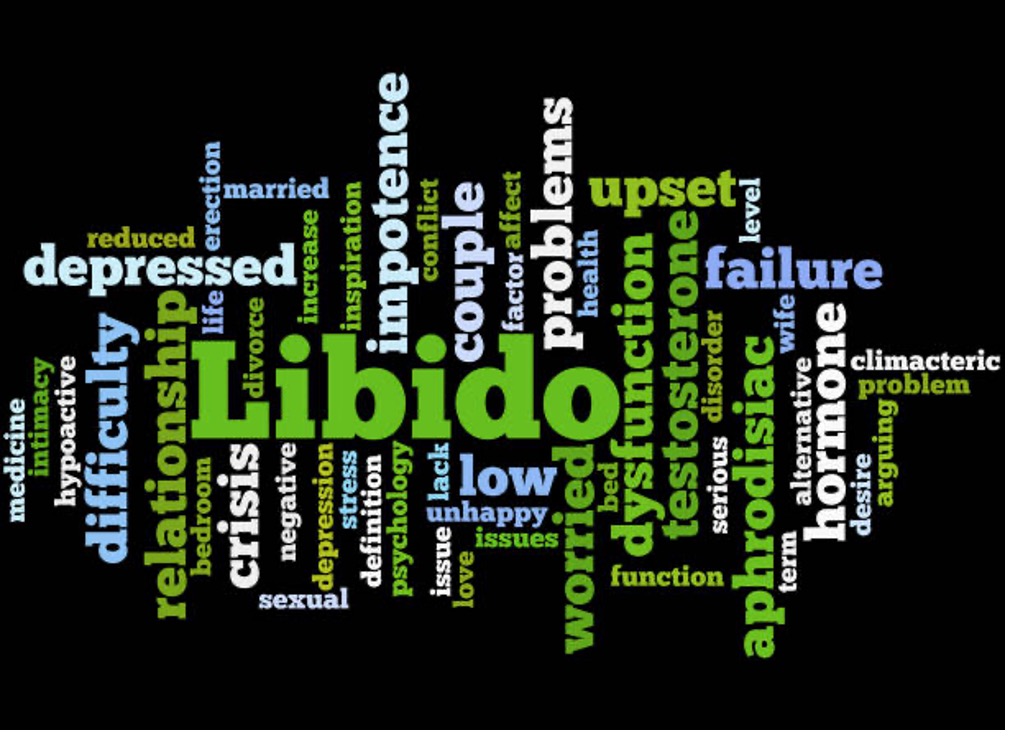 impotence
problems
erection
married
inspiration
conflict
couple
affect
upset
level
reduced
increase
factor
health
dysfunction
testosterone
depressed
failure
life
divorce
relationship
difficulty
Libido
disorder
wife
hormone
climacteric
problem
aphrodisiac
alternative
arguing
medicine
intimacy
hypoactive
bedroom
crisis
negative
depression
stress
definition
psychology
lack
low
unhappy
issues
issue
love
worried
bed
serious
desire
term
function
sexual